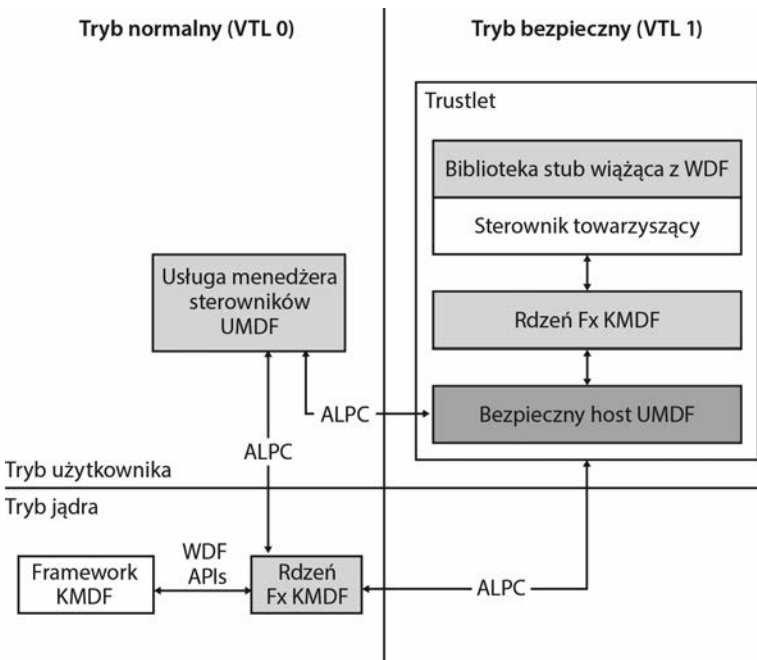 Tryb normalny (VTL 0)
Tryb bezpieczny (VTL 1)
Trustlet
Biblioteka stub wiążąca z WDF
Sterownik towarzyszący
Usługa menedżera
sterowników
UMDF
Rdzeń Fx KMDF
Bezpieczny host UMDF
ALPC
ALPC
Tryb użytkownika
Tryb jądra
Framework
KMDF
WDF
APIs
Rdzeń
Fx KMDF
ALPC